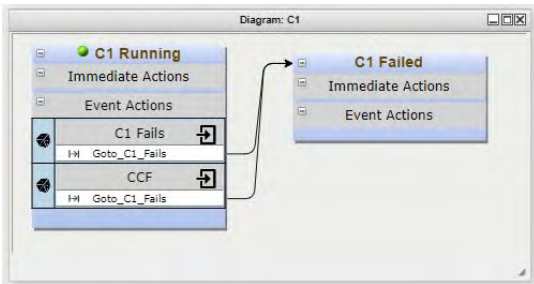 Diagram: C1
C1 Running
Immediate Actions
Event Actions
C1 Fails
Goto_C1_Fails
CCF
Goto_C1_Fails
C1 Failed
Immediate Actions
Event Actions